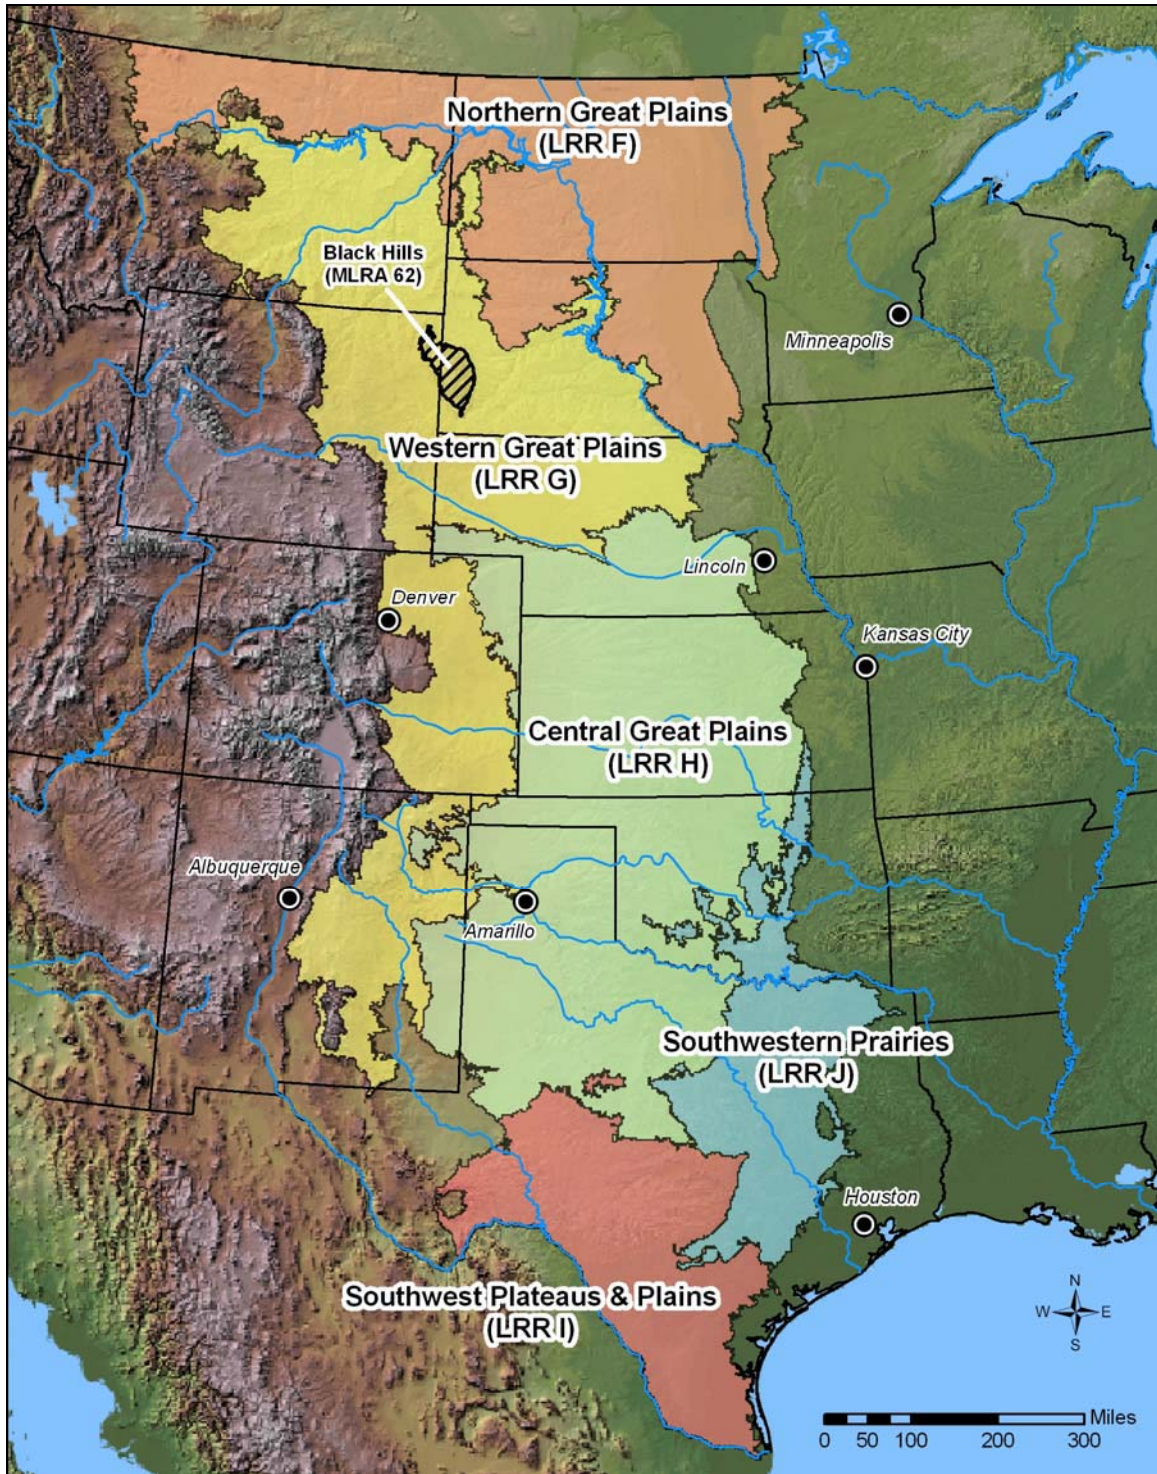 Northern Great Plains
(LRR F)
Black Hills
(MLRA 62)
Minneapolis
Western Great Plains
(LRR G)
Lincoln
Denver
Kansas City
Central Great Plains
(LRR H)
Albuquerque
Amarillo
Southwestern Prairies
(LRR J)
Houston
Southwest Plateaus & Plains
(LRR I)
N
W E
S
Miles
0 50 100 200 300